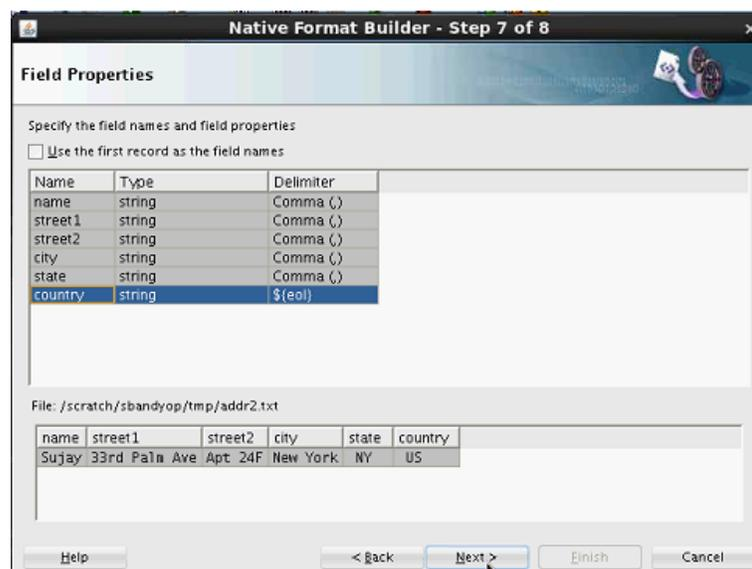 Native Format Builder - Step 7 of 8
Field Properties
Specify the field names and field properties
Use the first record as the field names
Name Type Delimiter
name string Comma (,)
street1 string Comma (,)
street2 string Comma (,)
city string Comma (,)
state string Comma (,)
country string ${eol}
File: /scratch/sbandyop/tmp/addr2.txt
name street1 street2 city state country
Sujay 33rd Palm Ave Apt 24F New York NY US
Help < Back Next > Finish Cancel